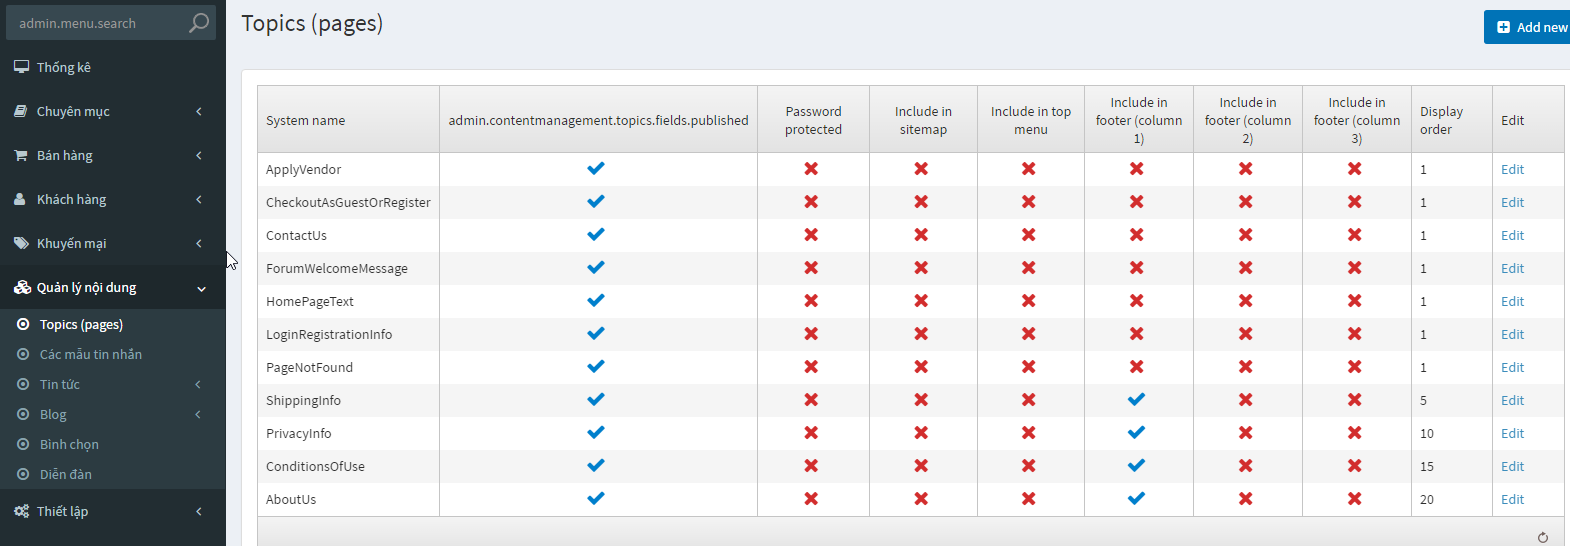 admin.menu.search
Thống kê
Chuyên mục
Bán hàng
Khách hàng
Khuyến mại
Quản lý nội dung
Topics (pages)
Các mẫu tin nhắn
Tin tức
Blog
Bình chọn
Diễn đàn
Thiết lập
Topics (pages)
Add new
System name admin.contentmanagement.topics.fields.published Password protected Include in sitemap Include in top menu Include in footer (column 1) Include in footer (column 2) Include in footer (column 3) Display order Edit
ApplyVendor 1 Edit
CheckoutAsGuestOrRegister 1 Edit
ContactUs 1 Edit
ForumWelcomeMessage 1 Edit
HomePageText 1 Edit
LoginRegistrationInfo 1 Edit
PageNotFound 1 Edit
ShippingInfo 5 Edit
PrivacyInfo 10 Edit
ConditionsOfUse 15 Edit
AboutUs 20 Edit